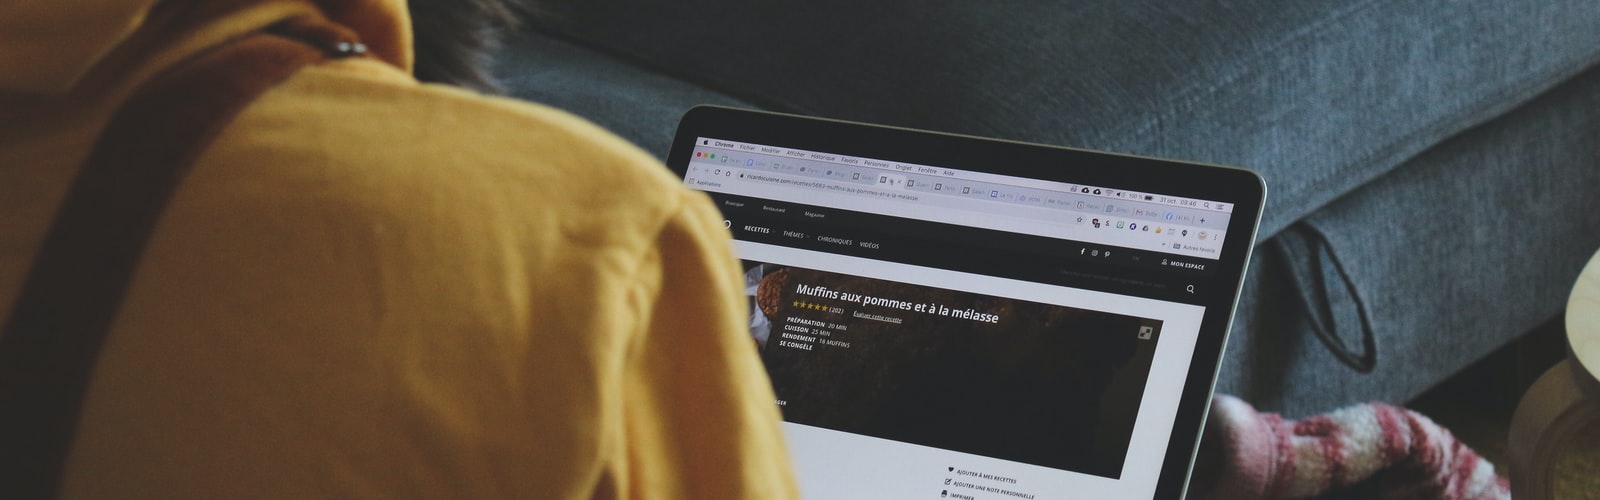 Chrome Fichier Modifier Afficher Historique Favoris Personnes Onglet Fenêtre Aide
100 % 31 oct. 09:46
ricardocuisine.com/recettes/5682-muffins-aux-pommes-et-a-la-melasse
Applications
Autres favoris
Boutique Restaurant Magazine
RECETTES THÈMES CHRONIQUES VIDÉOS
MON ESPACE
Muffins aux pommes et à la mélasse
(202) Évaluer cette recette
PRÉPARATION 20 MIN
CUISSON 25 MIN
RENDEMENT 18 MUFFINS
SE CONGÈLE
AJOUTER À MES RECETTES
AJOUTER UNE NOTE PERSONNELLE
IMPRIMER